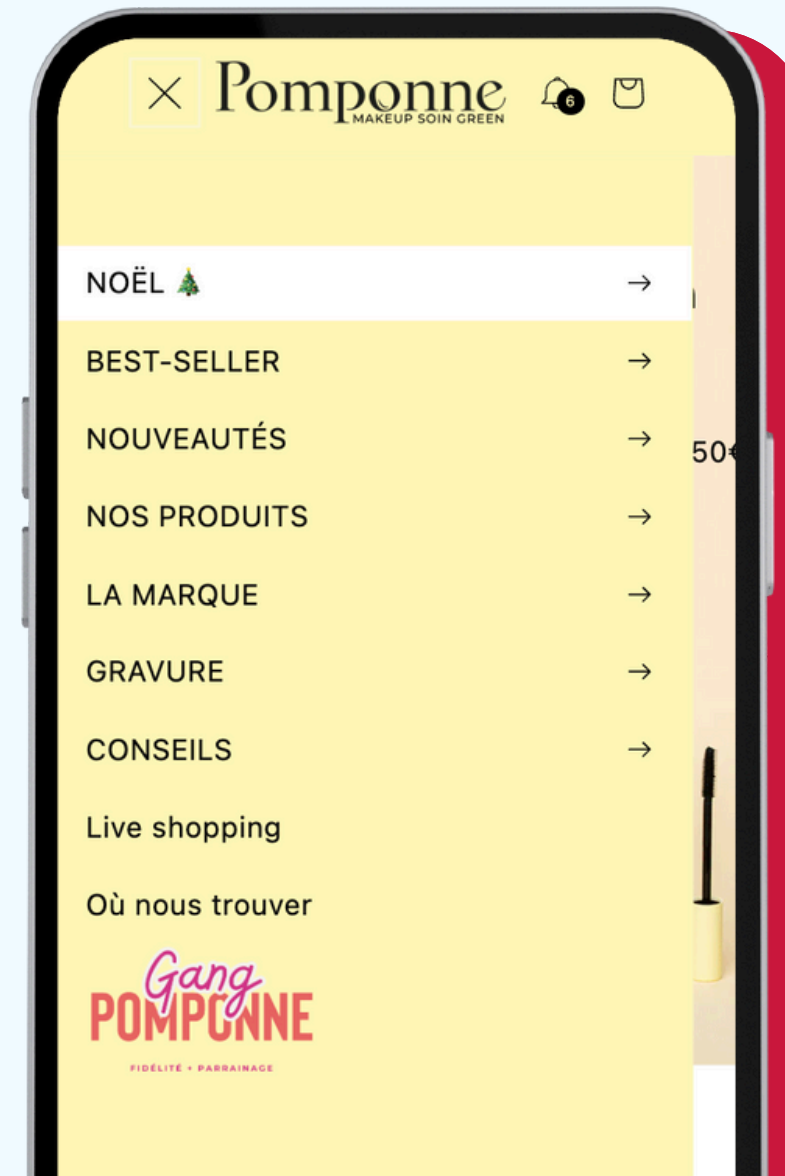 Pomponne
MAKEUP SOIN GREEN
6
NOËL 🎄
BEST-SELLER
NOUVEAUTÉS
50€
NOS PRODUITS
LA MARQUE
GRAVURE
CONSEILS
Live shopping
Où nous trouver
Gang
POMPONNE
FIDÉLITÉ + PARRAINAGE